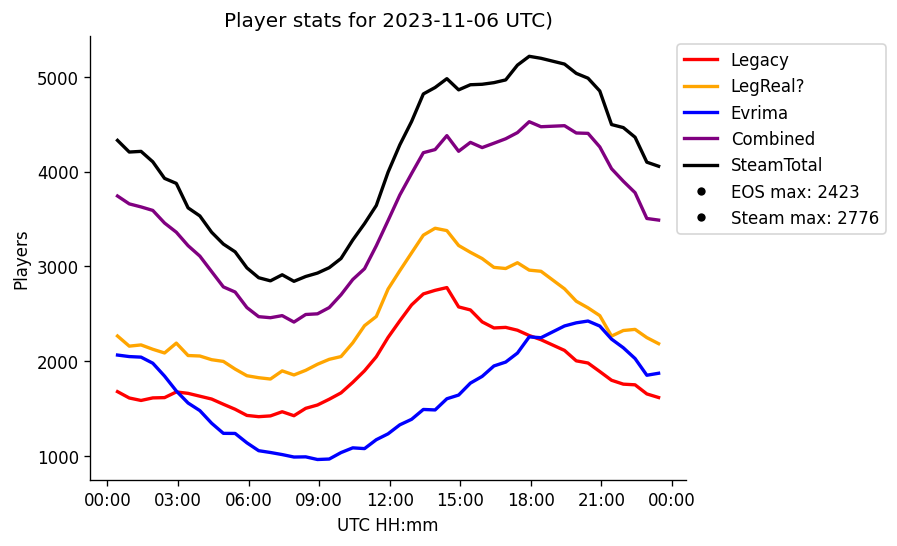 Player stats for 2023-11-06 UTC)
Legacy
LegReal?
Evrima
Combined
SteamTotal
EOS max: 2423
Steam max: 2776
Players
5000
4000
3000
2000
1000
00:00 03:00 06:00 09:00 12:00 15:00 18:00 21:00 00:00
UTC HH:mm